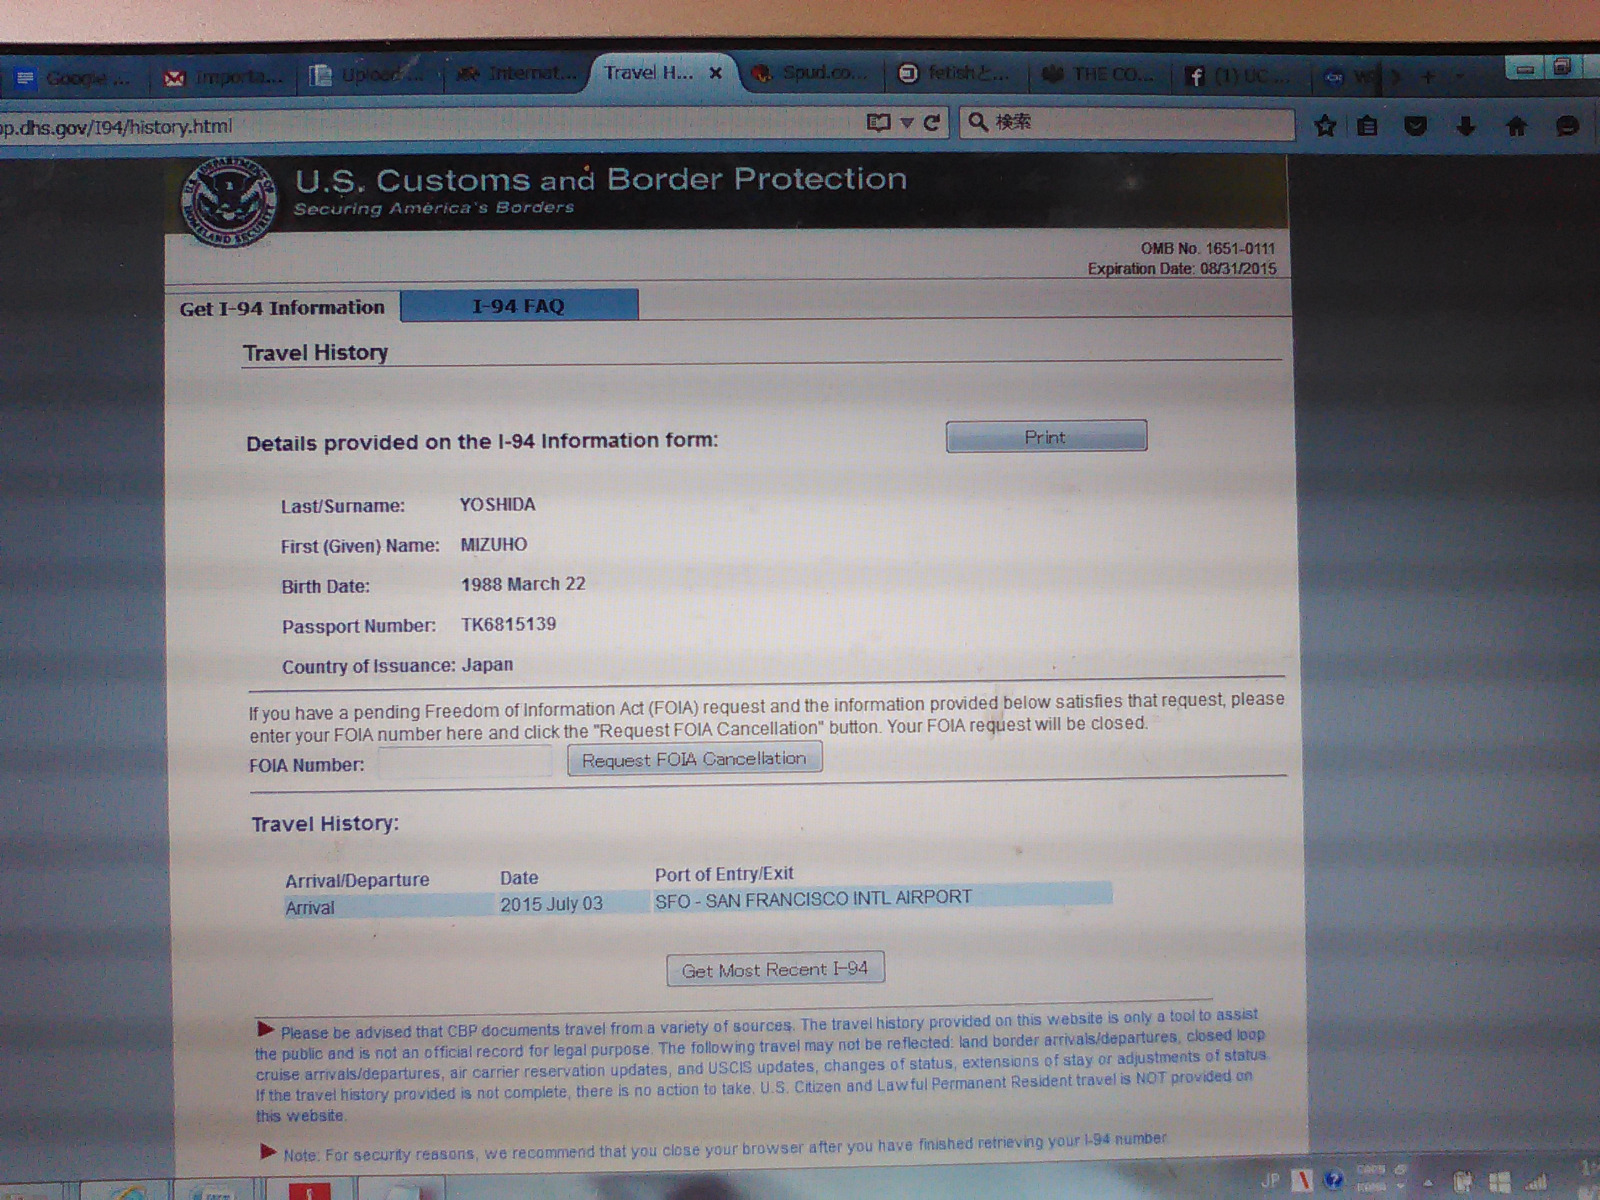 Google ...
Importa...
Upload ...
Internat...
Travel H...
Spud.co...
fetishと...
THE CO...
(1) UC ...
p.dhs.gov/I94/history.html
検索
U.S. Customs and Border Protection
Securing America's Borders
OMB No. 1651-0111
Expiration Date: 08/31/2015
Get I-94 Information
I-94 FAQ
Travel History
Details provided on the I-94 Information form:
Print
Last/Surname: YOSHIDA
First (Given) Name: MIZUHO
Birth Date: 1988 March 22
Passport Number: TK6815139
Country of Issuance: Japan
If you have a pending Freedom of Information Act (FOIA) request and the information provided below satisfies that request, please
enter your FOIA number here and click the "Request FOIA Cancellation" button. Your FOIA request will be closed.
FOIA Number:
Request FOIA Cancellation
Travel History:
Arrival/Departure Date Port of Entry/Exit
Arrival 2015 July 03 SFO - SAN FRANCISCO INTL AIRPORT
Get Most Recent I-94
Please be advised that CBP documents travel from a variety of sources. The travel history provided on this website is only a tool to assist
the public and is not an official record for legal purpose. The following travel may not be reflected: land border arrivals/departures, closed loop
cruise arrivals/departures, air carrier reservation updates, and USCIS updates, changes of status, extensions of stay or adjustments of status.
If the travel history provided is not complete, there is no action to take. U.S. Citizen and Lawful Permanent Resident travel is NOT provided on
this website.
Note: For security reasons, we recommend that you close your browser after you have finished retrieving your I-94 number
JP
CAPS